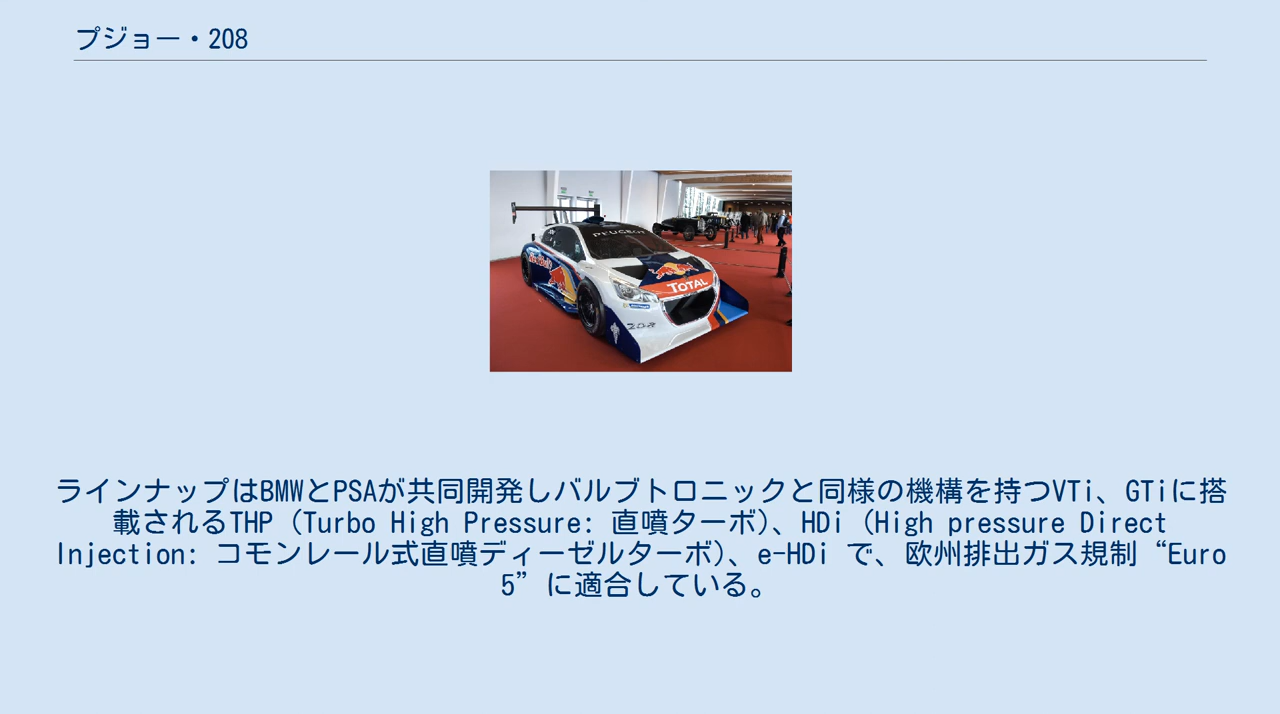 プジョー・208
PEUGEOT
Red Bull
TOTAL
208
ラインナップはBMWとPSAが共同開発しバルブトロニックと同様の機構を持つVTi、GTiに搭
載されるTHP（Turbo High Pressure: 直噴ターボ）、HDi（High pressure Direct
Injection: コモンレール式直噴ディーゼルターボ）、e-HDi で、欧州排出ガス規制“Euro
5”に適合している。